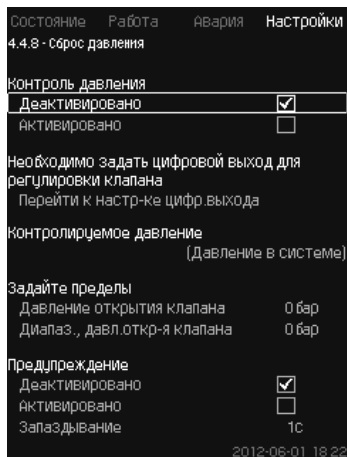 Состояние Работа Авария Настройки
4.4.8 - Сброс давления
Контроль давления
Деактивировано
Активировано
Необходимо задать цифровой выход для
регулировки клапана
Перейти к настр-ке цифр.выхода
Контролируемое давление
(Давление в системе)
Задайте пределы
Давление открытия клапана 0 бар
Диапаз., давл.откр-я клапана 0 бар
Предупреждение
Деактивировано
Активировано
Запаздывание 1с
2012-06-01 18:22